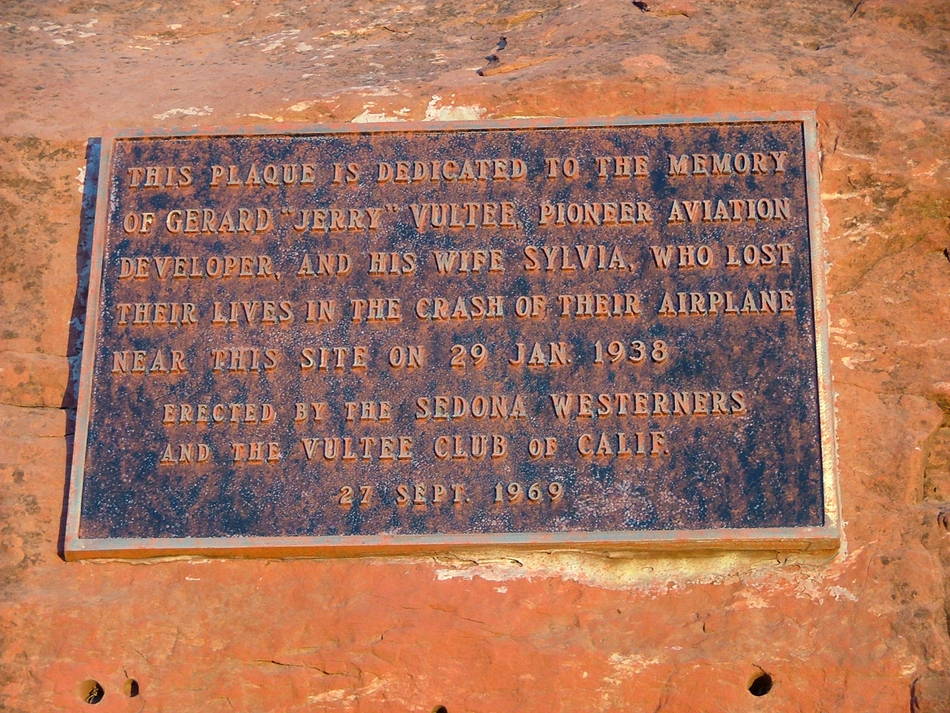 THIS PLAQUE IS DEDICATED TO THE MEMORY
OF GERARD "JERRY" VULTEE, PIONEER AVIATION
DEVELOPER, AND HIS WIFE SYLVIA, WHO LOST
THEIR LIVES IN THE CRASH OF THEIR AIRPLANE
NEAR THIS SITE ON 29 JAN. 1938
ERECTED BY THE SEDONA WESTERNERS
AND THE VULTEE CLUB OF CALIF.
27 SEPT. 1969